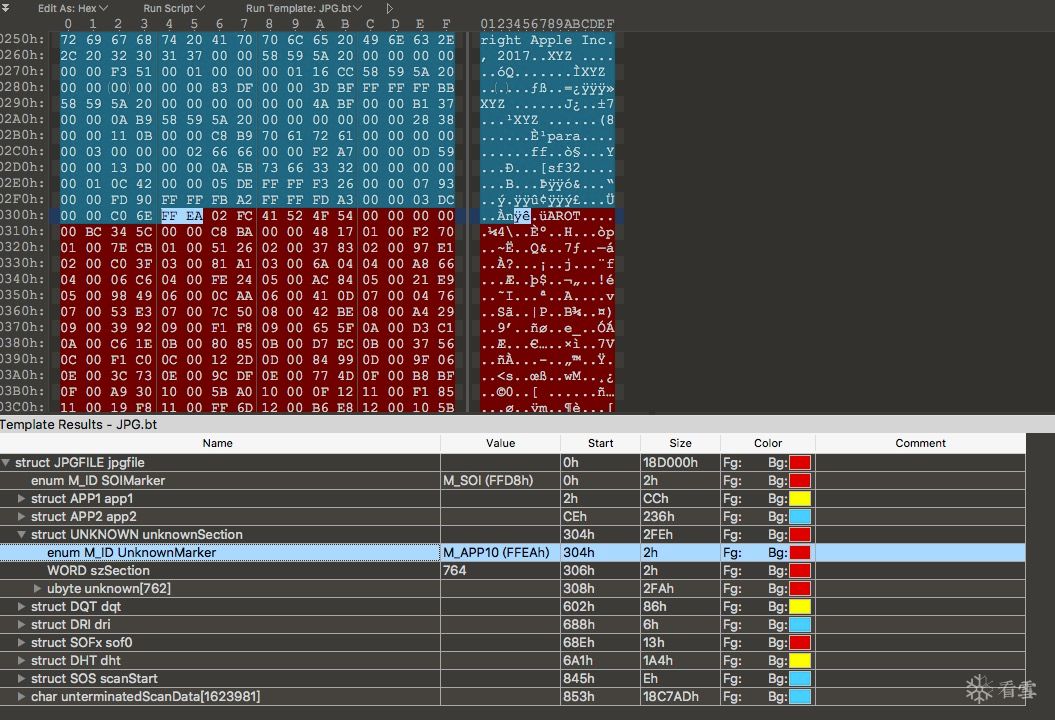 Edit As: Hex Run Script Run Template: JPG.bt
0 1 2 3 4 5 6 7 8 9 A B C D E F 0123456789ABCDEF
0250h: 72 69 67 68 74 20 41 70 70 6C 65 20 49 6E 63 2E right Apple Inc.
0260h: 2C 20 32 30 31 37 00 00 58 59 5A 20 00 00 00 00 , 2017..XYZ ....
0270h: 00 00 F3 51 00 01 00 00 00 01 16 CC 58 59 5A 20 ..óQ.......ÌXYZ
0280h: 00 00 00 00 00 00 83 DF 00 00 3D BF FF FF FF BB ......ƒß..=¿ÿÿÿ»
0290h: 58 59 5A 20 00 00 00 00 00 00 4A BF 00 00 B1 37 XYZ ......J¿..±7
02A0h: 00 00 0A B9 58 59 5A 20 00 00 00 00 00 00 28 38 ...¹XYZ ......(8
02B0h: 00 00 11 0B 00 00 C8 B9 70 61 72 61 00 00 00 00 ......È¹para....
02C0h: 00 03 00 00 00 02 66 66 00 00 F2 A7 00 00 0D 59 ......ff..ò§...Y
02D0h: 00 00 13 D0 00 00 0A 5B 73 66 33 32 00 00 00 00 ...Ð...[sf32....
02E0h: 00 01 0C 42 00 00 05 DE FF FF F3 26 00 00 07 93 ...B...Þÿÿó&...“
02F0h: 00 00 FD 90 FF FF FB A2 FF FF FD A3 00 00 03 DC ..ý.ÿÿû¢ÿÿý£...Ü
0300h: 00 00 C0 6E FF EA 02 FC 41 52 4F 54 00 00 00 00 ..Ànÿê.üAROT....
0310h: 00 BC 34 5C 00 00 C8 BA 00 00 48 17 01 00 F2 70 .¼4\..Èº..H...òp
0320h: 01 00 7E CB 01 00 51 26 02 00 37 83 02 00 97 E1 ..~Ë..Q&..7ƒ..—á
0330h: 02 00 C0 3F 03 00 81 A1 03 00 6A 04 04 00 A8 66 ..À?...¡..j...¨f
0340h: 04 00 06 C6 04 00 FE 24 05 00 AC 84 05 00 21 E9 ...Æ..þ$..¬„..!é
0350h: 05 00 98 49 06 00 0C AA 06 00 41 0D 07 00 04 76 ..˜I...ª..A....v
0360h: 07 00 53 E3 07 00 7C 50 08 00 42 BE 08 00 A4 29 ..Sã..|P..B¾..¤)
0370h: 09 00 39 92 09 00 F1 F8 09 00 65 5F 0A 00 D3 C1 ..9’..ñø..e_..ÓÁ
0380h: 0A 00 C6 1E 0B 00 80 85 0B 00 D7 EC 0B 00 37 56 ..Æ...€…..×ì..7V
0390h: 0C 00 F1 C0 0C 00 12 2D 0D 00 84 99 0D 00 9F 06 ..ñÀ...-..„™..Ÿ.
03A0h: 0E 00 3C 73 0E 00 9C DF 0E 00 77 4D 0F 00 B8 BF ..<s..œß..wM..¸¿
03B0h: 0F 00 A9 30 10 00 5B A0 10 00 0F 12 11 00 F1 85 ..©0..[ ......ñ…
03C0h: 11 00 19 F8 11 00 FF 6D 12 00 B6 E8 12 00 10 5B ...ø..ÿm..¶è...[
Template Results - JPG.bt
Name Value Start Size Color Comment
struct JPGFILE jpgfile 0h 18D000h Fg: Bg:
enum M_ID SOIMarker M_SOI (FFD8h) 0h 2h Fg: Bg:
struct APP1 app1 2h CCh Fg: Bg:
struct APP2 app2 CEh 236h Fg: Bg:
struct UNKNOWN unknownSection 304h 2FEh Fg: Bg:
enum M_ID UnknownMarker M_APP10 (FFEAh) 304h 2h Fg: Bg:
WORD szSection 764 306h 2h Fg: Bg:
ubyte unknown[762] 308h 2FAh Fg: Bg:
struct DQT dqt 602h 86h Fg: Bg:
struct DRI dri 688h 6h Fg: Bg:
struct SOFx sof0 68Eh 13h Fg: Bg:
struct DHT dht 6A1h 1A4h Fg: Bg:
struct SOS scanStart 845h Eh Fg: Bg:
char unterminatedScanData[1623981] 853h 18C7ADh Fg: Bg:
看雪